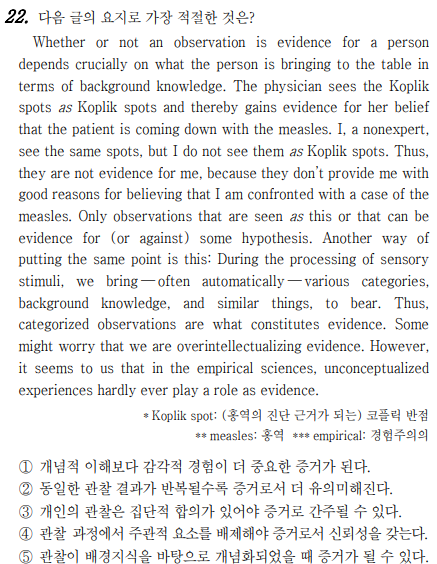 22. 다음 글의 요지로 가장 적절한 것은?
Whether or not an observation is evidence for a person
depends crucially on what the person is bringing to the table in
terms of background knowledge. The physician sees the Koplik
spots as Koplik spots and thereby gains evidence for her belief
that the patient is coming down with the measles. I, a nonexpert,
see the same spots, but I do not see them as Koplik spots. Thus,
they are not evidence for me, because they don't provide me with
good reasons for believing that I am confronted with a case of the
measles. Only observations that are seen as this or that can be
evidence for (or against) some hypothesis. Another way of
putting the same point is this: During the processing of sensory
stimuli, we bring—often automatically—various categories,
background knowledge, and similar things, to bear. Thus,
categorized observations are what constitutes evidence. Some
might worry that we are overintellectualizing evidence. However,
it seems to us that in the empirical sciences, unconceptualized
experiences hardly ever play a role as evidence.
* Koplik spot: (홍역의 진단 근거가 되는) 코플릭 반점
** measles: 홍역 *** empirical: 경험주의의
① 개념적 이해보다 감각적 경험이 더 중요한 증거가 된다.
② 동일한 관찰 결과가 반복될수록 증거로서 더 유의미해진다.
③ 개인의 관찰은 집단적 합의가 있어야 증거로 간주될 수 있다.
④ 관찰 과정에서 주관적 요소를 배제해야 증거로서 신뢰성을 갖는다.
⑤ 관찰이 배경지식을 바탕으로 개념화되었을 때 증거가 될 수 있다.